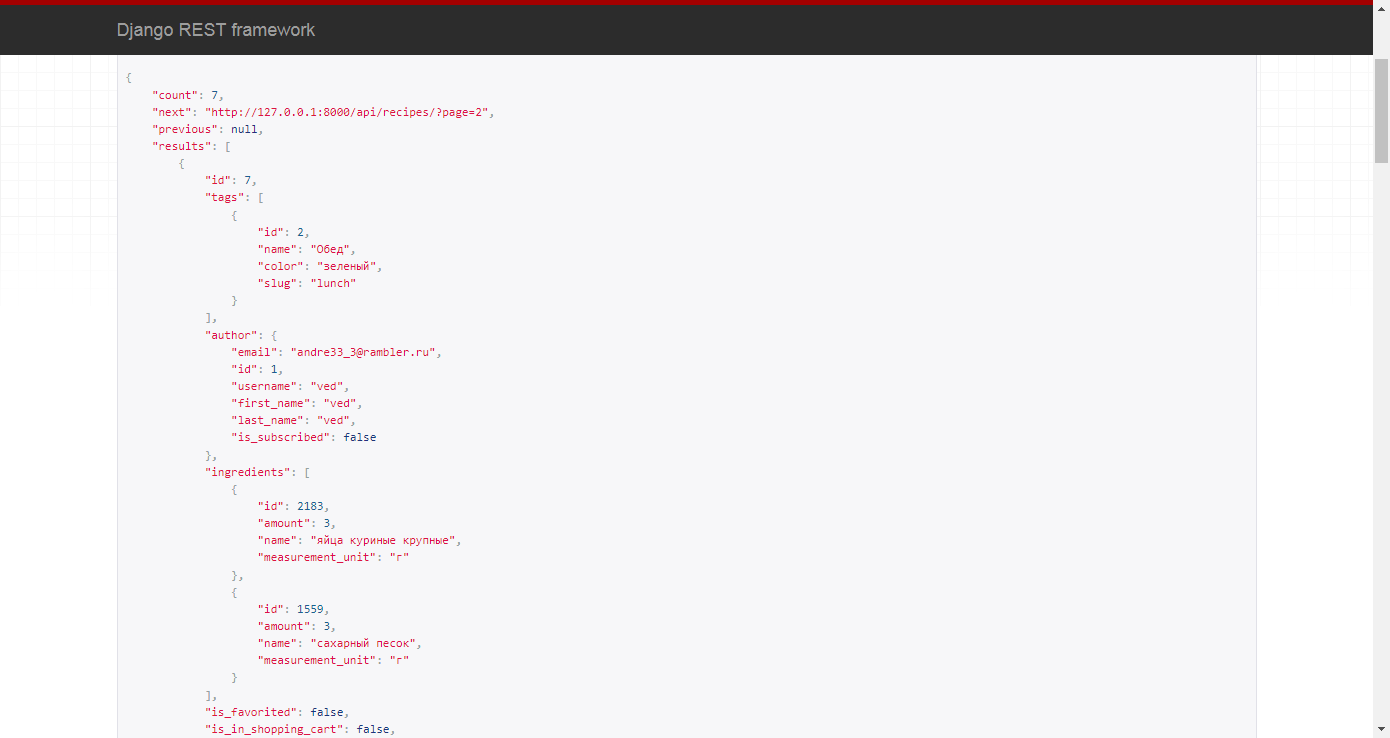 Django REST framework
{
"count": 7,
"next": "http://127.0.0.1:8000/api/recipes/?page=2",
"previous": null,
"results": [
{
"id": 7,
"tags": [
{
"id": 2,
"name": "Обед",
"color": "зеленый",
"slug": "lunch"
}
],
"author": {
"email": "andre33_3@rambler.ru",
"id": 1,
"username": "ved",
"first_name": "ved",
"last_name": "ved",
"is_subscribed": false
},
"ingredients": [
{
"id": 2183,
"amount": 3,
"name": "яйца куриные крупные",
"measurement_unit": "г"
},
{
"id": 1559,
"amount": 3,
"name": "сахарный песок",
"measurement_unit": "г"
}
],
"is_favorited": false,
"is_in_shopping_cart": false,